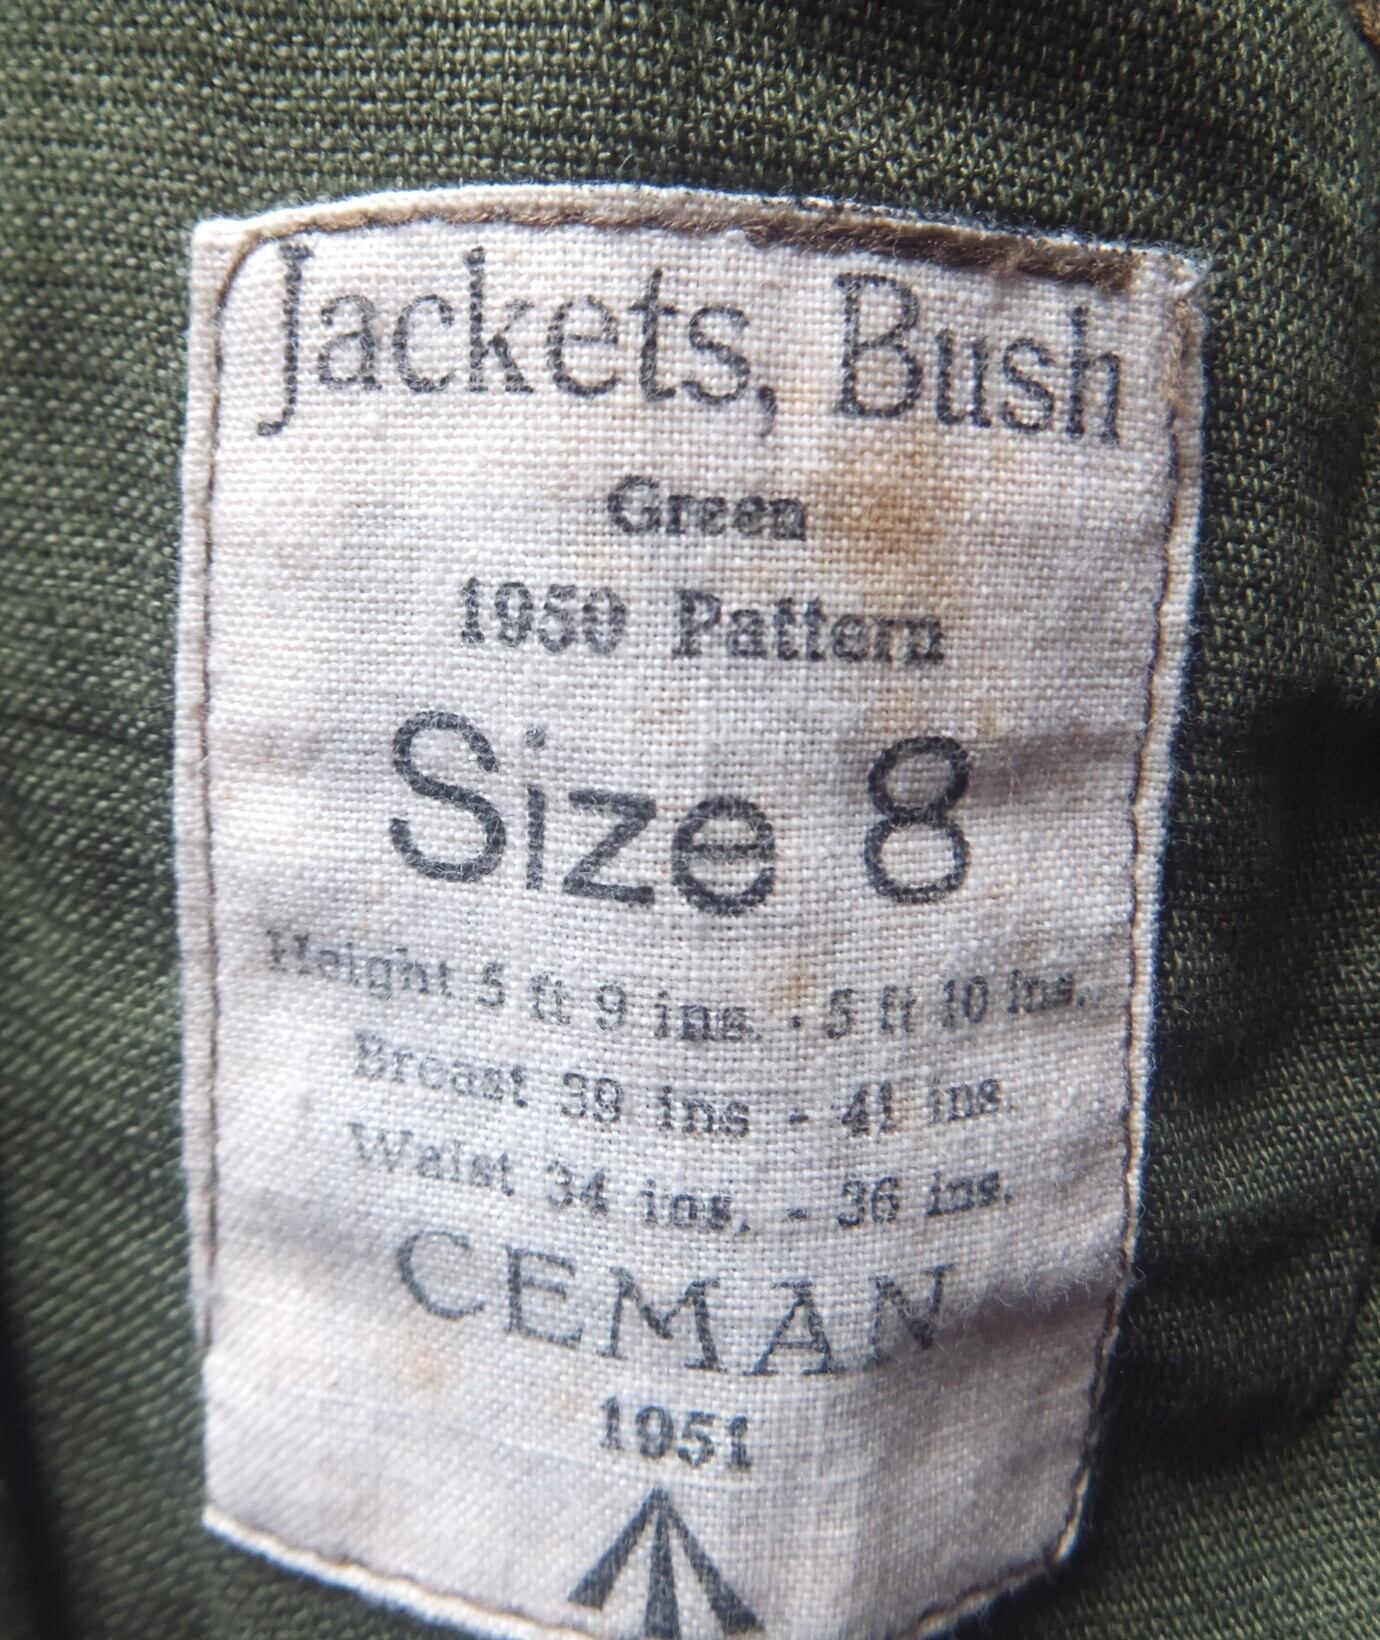 Jackets, Bush
Green
1950 Pattern
Size 8
Height 5 ft 9 ins. - 5 ft 10 ins.
Breast 39 ins - 41 ins.
Waist 34 ins. - 36 ins.
CEMAN
1951